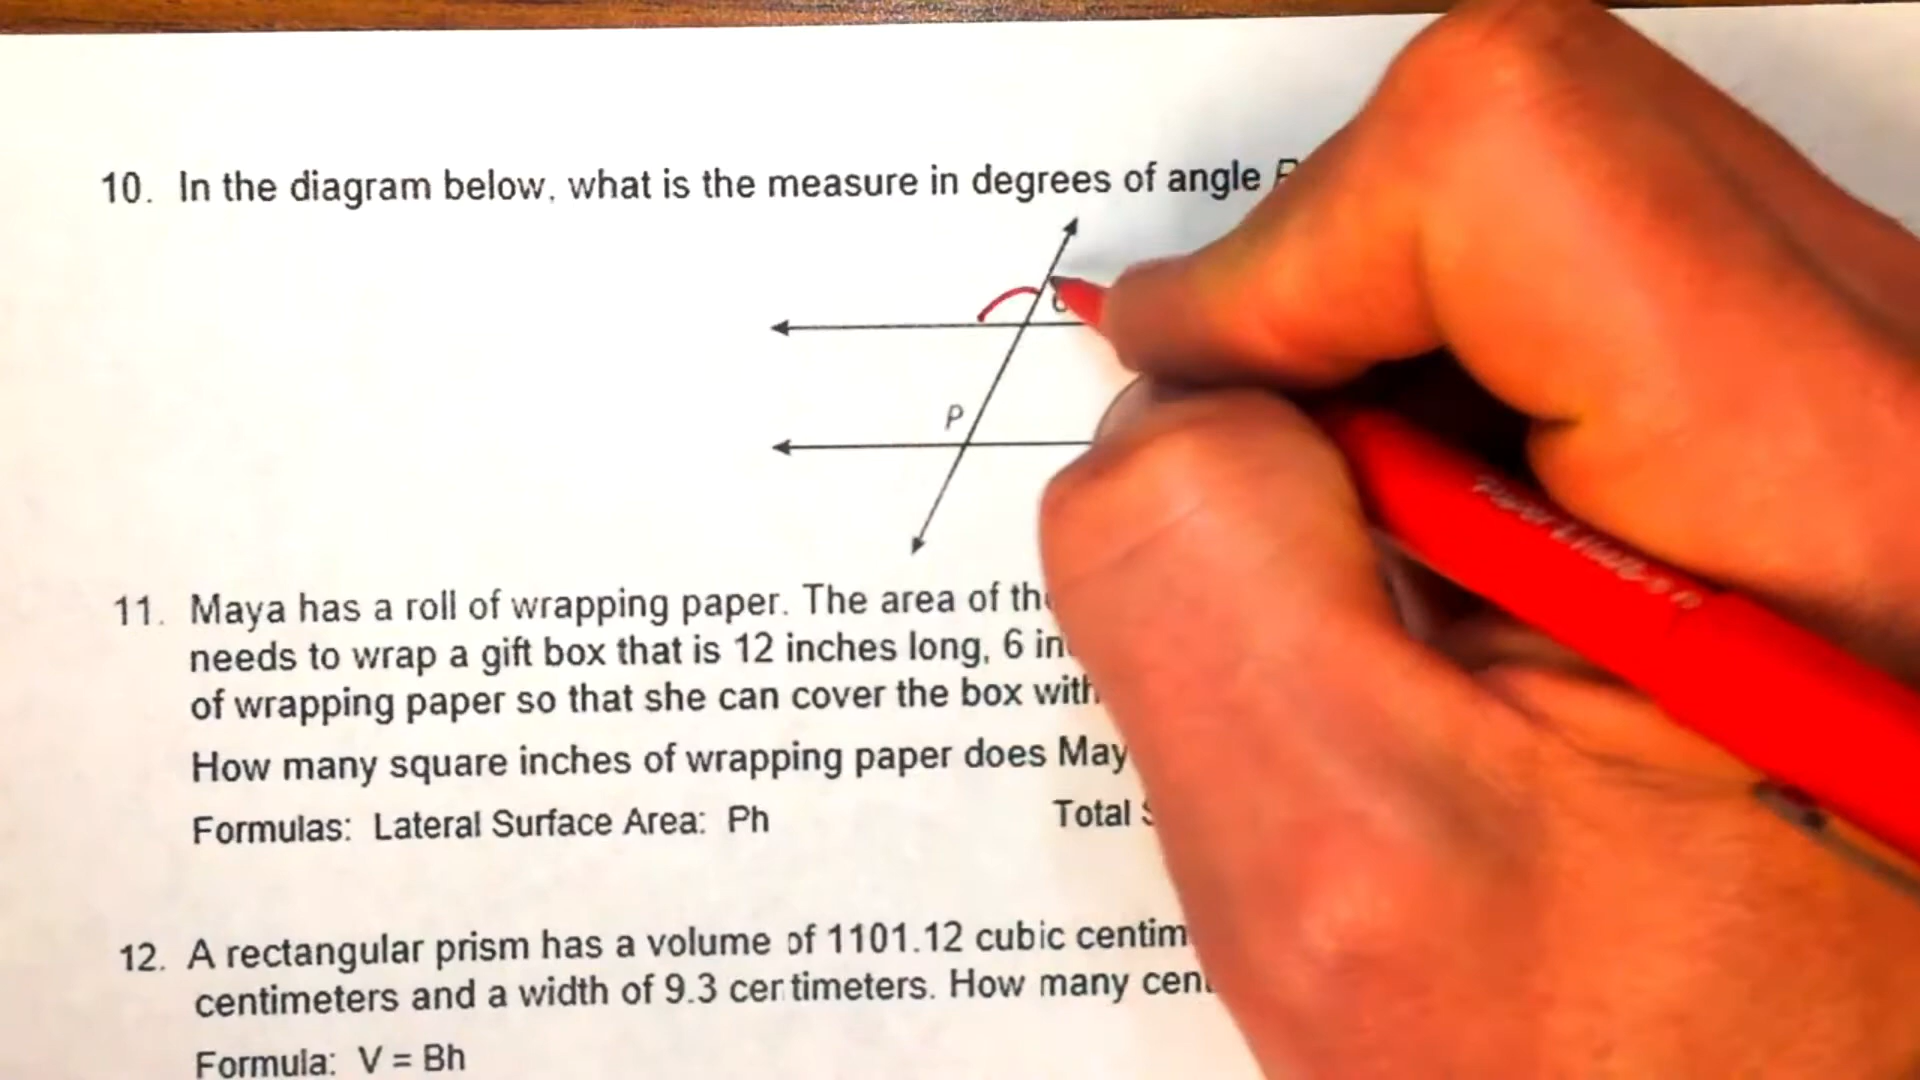 10. In the diagram below, what is the measure in degrees of angle
P
11. Maya has a roll of wrapping paper. The area of
needs to wrap a gift box that is 12 inches long, 6
of wrapping paper so that she can cover the box with
How many square inches of wrapping paper does
Formulas: Lateral Surface Area: Ph
Total
12. A rectangular prism has a volume of 1101.12 cubic
centimeters and a width of 9.3 centimeters. How many
Formula: V = Bh